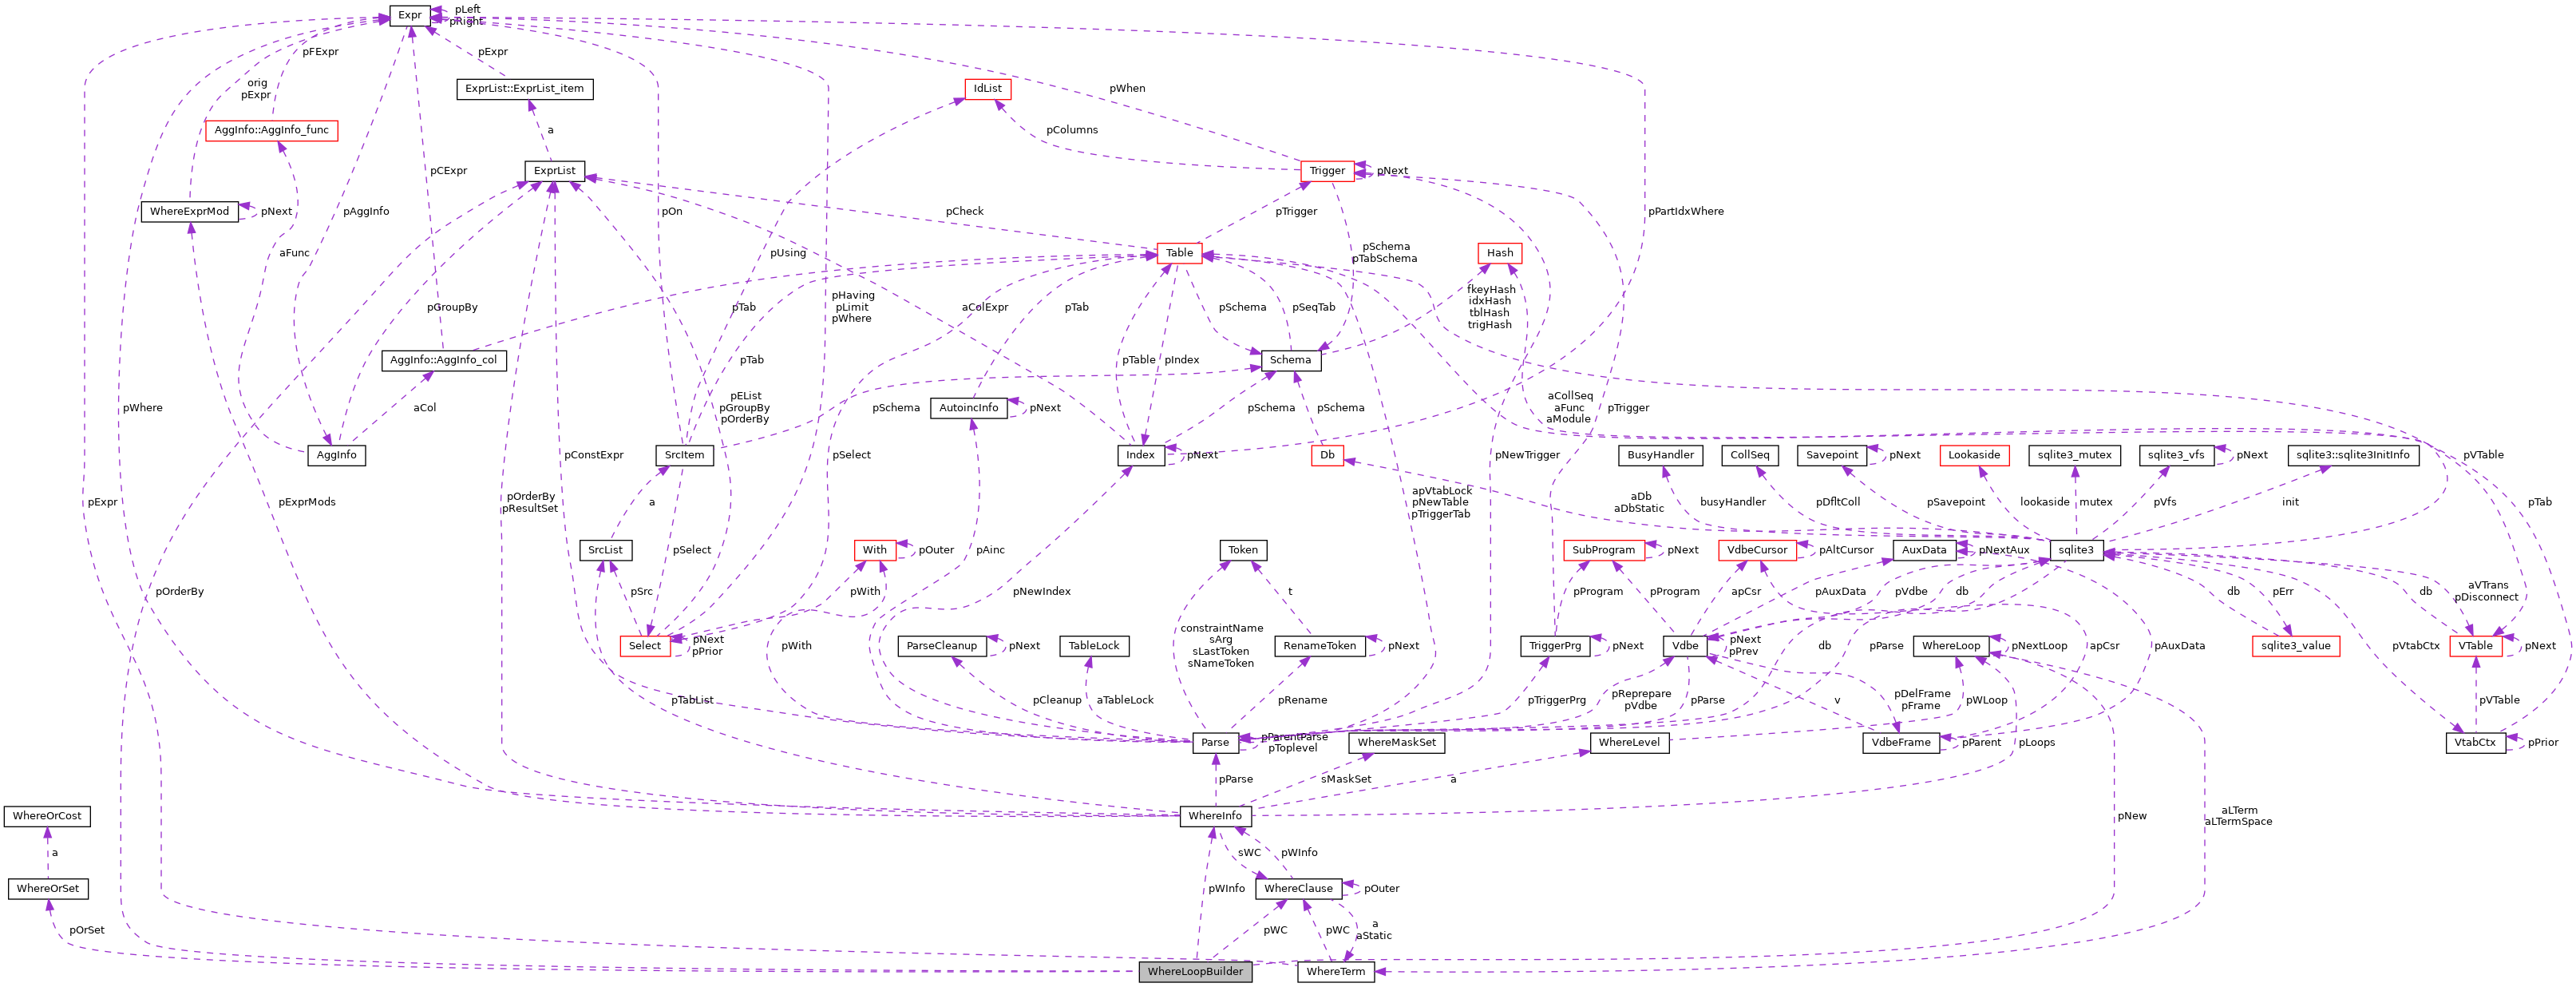 Expr
pLeft
pRight
pFExpr
pExpr
orig
pExpr
ExprList::ExprList_item
IdList
pWhen
AggInfo::AggInfo_func
a
pColumns
pCExpr
ExprList
Trigger
pNext
WhereExprMod
pNext
pAggInfo
pOn
pCheck
pTrigger
pPartIdxWhere
aFunc
pUsing
Table
pSchema
pTabSchema
Hash
pGroupBy
pTab
pHaving
pLimit
pWhere
aColExpr
pTab
pSchema
pSeqTab
fkeyHash
idxHash
tblHash
trigHash
AggInfo::AggInfo_col
pTab
pTable
pIndex
Schema
pWhere
aCol
pEList
pGroupBy
pOrderBy
pSchema
AutoincInfo
pNext
pSchema
pSchema
aCollSeq
aFunc
aModule
pTrigger
AggInfo
pConstExpr
SrcItem
pSelect
Index
pNext
Db
pNewTrigger
BusyHandler
CollSeq
Savepoint
pNext
Lookaside
sqlite3_mutex
sqlite3_vfs
pNext
sqlite3::sqlite3InitInfo
pVTable
pExpr
pExprMods
pOrderBy
pResultSet
a
apVtabLock
pNewTable
pTriggerTab
aDb
aDbStatic
busyHandler
pDfltColl
pSavepoint
lookaside
mutex
pVfs
init
pTab
SrcList
pSelect
With
pOuter
pAinc
Token
SubProgram
pNext
VdbeCursor
pAltCursor
AuxData
pNextAux
sqlite3
pOrderBy
pSrc
pWith
pNewIndex
t
pProgram
pProgram
apCsr
pAuxData
pVdbe
db
db
pErr
db
aVTrans
pDisconnect
Select
pNext
pPrior
pWith
ParseCleanup
pNext
TableLock
constraintName
sArg
sLastToken
sNameToken
RenameToken
pNext
TriggerPrg
pNext
Vdbe
pNext
pPrev
db
pParse
WhereLoop
pNextLoop
apCsr
pAuxData
pVtabCtx
sqlite3_value
VTable
pNext
pTabList
pCleanup
aTableLock
pRename
pTriggerPrg
pReprepare
pVdbe
pParse
v
pDelFrame
pFrame
pWLoop
pVTable
Parse
pParentParse
pToplevel
WhereMaskSet
WhereLevel
VdbeFrame
pParent
pLoops
VtabCtx
pPrior
pParse
sMaskSet
a
WhereOrCost
WhereInfo
pNew
aLTerm
aLTermSpace
a
sWC
pWInfo
WhereOrSet
pWInfo
WhereClause
pOuter
pOrSet
pWC
pWC
a
aStatic
WhereLoopBuilder
WhereTerm